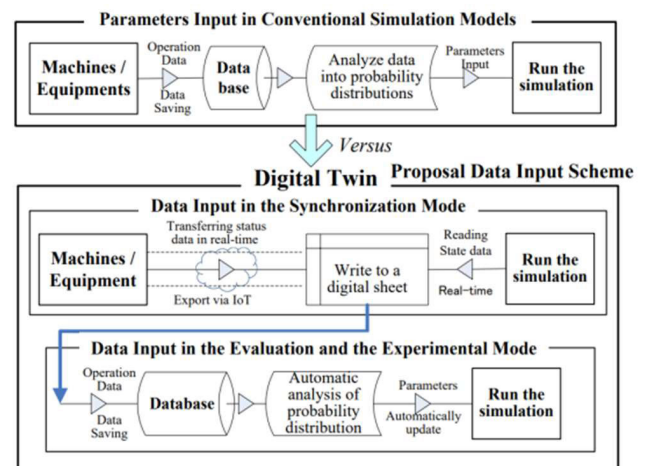 Parameters Input in Conventional Simulation Models
Machines /
Equipments
Operation
Data
Data
Saving
Data
base
Analyze data
into probability
distributions
Parameters
Input
Run the
simulation
Versus
Digital Twin
Proposal Data Input Scheme
Data Input in the Synchronization Mode
Machines /
Equipment
Transferring status
data in real-time
Export via IoT
Write to a
digital sheet
Reading
State data
Real-time
Run the
simulation
Data Input in the Evaluation and the Experimental Mode
Operation
Data
Data
Saving
Database
Automatic
analysis of
probability
distribution
Parameters
Automatically
update
Run the
simulation